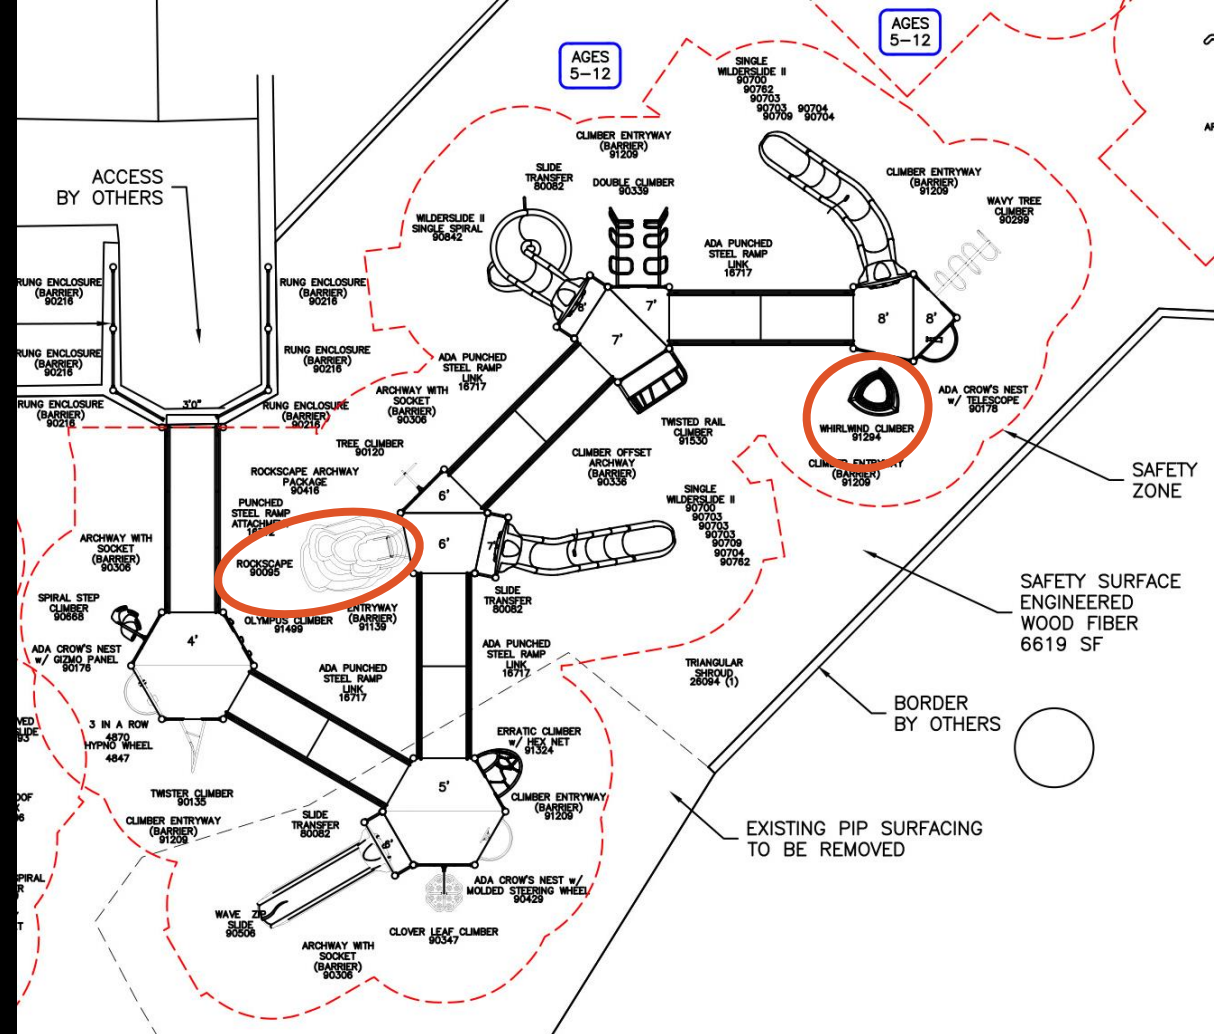 AGES
5-12
AGES
5-12
SINGLE
WILDERSLIDE II
90700
90762
90703
90703 90704
90709 90704
CLIMBER ENTRYWAY
(BARRIER)
91209
SLIDE
TRANSFER
80082
DOUBLE CLIMBER
90339
CLIMBER ENTRYWAY
(BARRIER)
91209
WAVY TREE
CLIMBER
90299
ACCESS
BY OTHERS
WILDERSLIDE II
SINGLE SPIRAL
90842
ADA PUNCHED
STEEL RAMP
LINK
16717
RUNG ENCLOSURE
(BARRIER)
90216
RUNG ENCLOSURE
(BARRIER)
90216
8'
7'
7'
8'
8'
RUNG ENCLOSURE
(BARRIER)
90216
RUNG ENCLOSURE
(BARRIER)
90216
ADA PUNCHED
STEEL RAMP
LINK
16717
ARCHWAY WITH
SOCKET
(BARRIER)
90306
RUNG ENCLOSURE
(BARRIER)
90216
3'0"
RUNG ENCLOSURE
(BARRIER)
90216
ADA CROW'S NEST
w/ TELESCOPE
90178
TWISTED RAIL
CLIMBER
91530
WHIRLWIND CLIMBER
91294
TREE CLIMBER
90120
CLIMBER OFFSET
ARCHWAY
(BARRIER)
90336
CLIMBER ENTRYWAY
(BARRIER)
91209
SAFETY
ZONE
ROCKSCAPE ARCHWAY
PACKAGE
90416
PUNCHED
STEEL RAMP
ATTACHMENT
6'
6'
7'
SINGLE
WILDERSLIDE II
90700
90703
90703
90703
90709
90704
90762
ARCHWAY WITH
SOCKET
(BARRIER)
90306
ROCKSCAPE
90095
SAFETY SURFACE
ENGINEERED
WOOD FIBER
6619 SF
SPIRAL STEP
CLIMBER
90668
ENTRYWAY
(BARRIER)
91139
OLYMPUS CLIMBER
91499
SLIDE
TRANSFER
80082
4'
ADA CROW'S NEST
w/ GIZMO PANEL
90176
ADA PUNCHED
STEEL RAMP
LINK
16717
ADA PUNCHED
STEEL RAMP
LINK
16717
TRIANGULAR
SHROUD
26094 (1)
BORDER
BY OTHERS
3 IN A ROW
4870
HYPNO WHEEL
4847
ERRATIC CLIMBER
w/ HEX NET
91324
5'
TWISTER CLIMBER
90135
CLIMBER ENTRYWAY
(BARRIER)
91209
CLIMBER ENTRYWAY
(BARRIER)
91209
SLIDE
TRANSFER
80082
EXISTING PIP SURFACING
TO BE REMOVED
ADA CROW'S NEST w/
MOLDED STEERING WHEEL
90429
WAVE ZIP
SLIDE
90506
CLOVER LEAF CLIMBER
90347
ARCHWAY WITH
SOCKET
(BARRIER)
90306